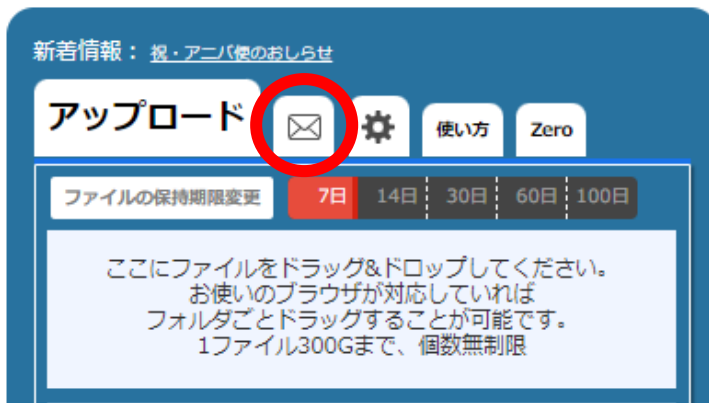 新着情報： 祝・アニバ便のおしらせ
アップロード 使い方 Zero
ファイルの保持期限変更 7日 14日 30日 60日 100日
ここにファイルをドラッグ&ドロップしてください。
お使いのブラウザが対応していれば
フォルダごとドラッグすることが可能です。
1ファイル300Gまで、個数無制限